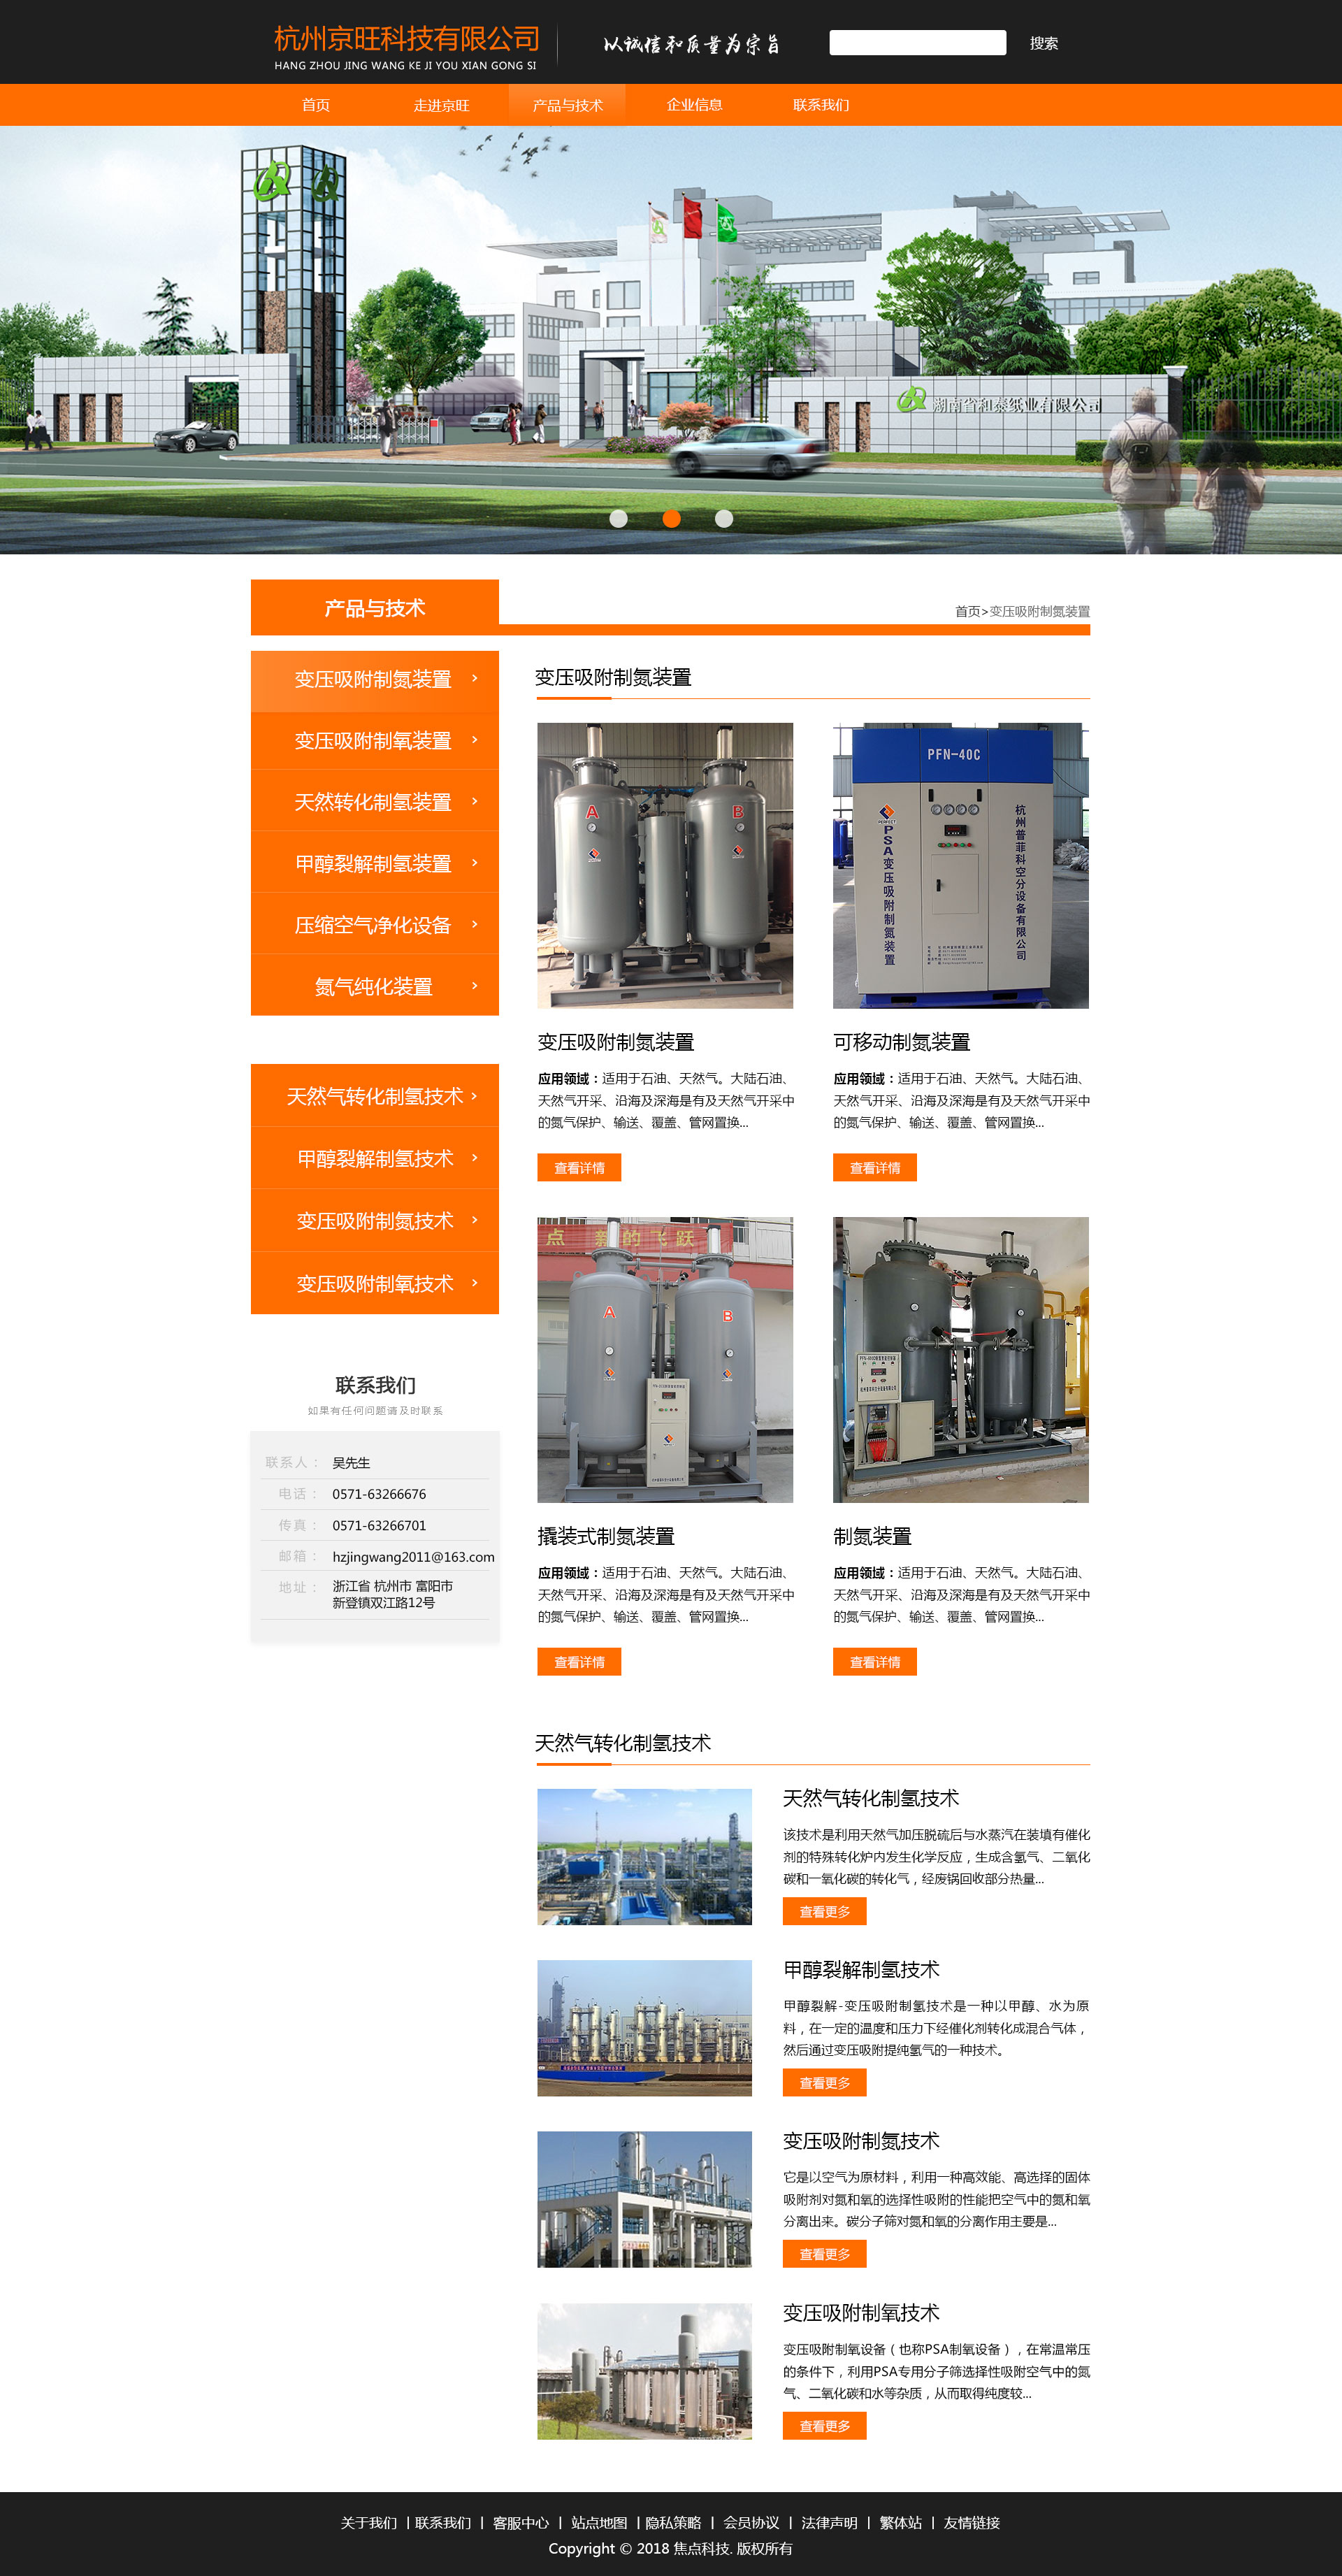 杭州京旺科技有限公司
HANG ZHOU JING WANG KE JI YOU XIAN GONG SI
以诚信和质量为宗旨
搜索
首页
走进京旺
产品与技术
企业信息
联系我们
湖南省和泰纸业有限公司
产品与技术
首页>变压吸附制氮装置
变压吸附制氮装置
变压吸附制氧装置
天然转化制氢装置
甲醇裂解制氢装置
压缩空气净化设备
氮气纯化装置
天然气转化制氢技术
甲醇裂解制氢技术
变压吸附制氮技术
变压吸附制氧技术
联系我们
如果有任何问题请及时联系
联系人：
吴先生
电话：
0571-63266676
传真：
0571-63266701
邮箱：
hzjingwang2011@163.com
地址：
浙江省 杭州市 富阳市
新登镇双江路12号
变压吸附制氮装置
A
B
PFN-40C
PERFECT
PSA变压吸附制氮装置
杭州普菲科空分设备有限公司
变压吸附制氮装置
应用领域：适用于石油、天然气。大陆石油、
天然气开采、沿海及深海是有及天然气开采中
的氮气保护、输送、覆盖、管网置换...
查看详情
可移动制氮装置
应用领域：适用于石油、天然气。大陆石油、
天然气开采、沿海及深海是有及天然气开采中
的氮气保护、输送、覆盖、管网置换...
查看详情
点 新的飞跃
A
B
撬装式制氮装置
应用领域：适用于石油、天然气。大陆石油、
天然气开采、沿海及深海是有及天然气开采中
的氮气保护、输送、覆盖、管网置换...
查看详情
制氮装置
应用领域：适用于石油、天然气。大陆石油、
天然气开采、沿海及深海是有及天然气开采中
的氮气保护、输送、覆盖、管网置换...
查看详情
天然气转化制氢技术
天然气转化制氢技术
该技术是利用天然气加压脱硫后与水蒸汽在装填有催化
剂的特殊转化炉内发生化学反应，生成含氢气、二氧化
碳和一氧化碳的转化气，经废锅回收部分热量...
查看更多
甲醇裂解制氢技术
甲醇裂解-变压吸附制氢技术是一种以甲醇、水为原
料，在一定的温度和压力下经催化剂转化成混合气体，
然后通过变压吸附提纯氢气的一种技术。
查看更多
变压吸附制氮技术
它是以空气为原材料，利用一种高效能、高选择的固体
吸附剂对氮和氧的选择性吸附的性能把空气中的氮和氧
分离出来。碳分子筛对氮和氧的分离作用主要是...
查看更多
变压吸附制氧技术
变压吸附制氧设备（也称PSA制氧设备），在常温常压
的条件下，利用PSA专用分子筛选择性吸附空气中的氮
气、二氧化碳和水等杂质，从而取得纯度较...
查看更多
关于我们 | 联系我们 | 客服中心 | 站点地图 | 隐私策略 | 会员协议 | 法律声明 | 繁体站 | 友情链接
Copyright © 2018 焦点科技. 版权所有